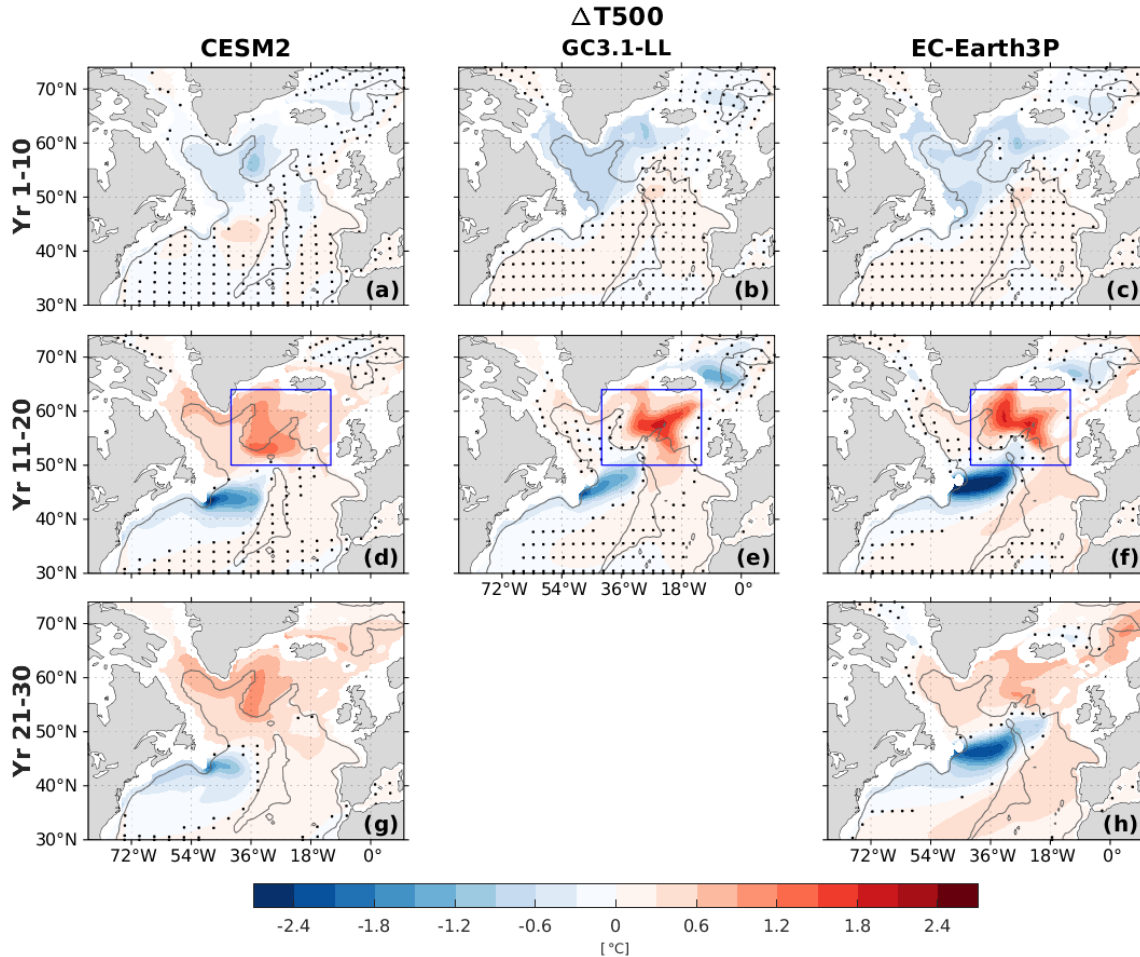 △T500
CESM2 GC3.1-LL EC-Earth3P
Yr 1-10
70°N
60°N
50°N
40°N
30°N
(a) (b) (c)
Yr 11-20
70°N
60°N
50°N
40°N
30°N
(d) (e) (f)
72°W 54°W 36°W 18°W 0°
Yr 21-30
70°N
60°N
50°N
40°N
30°N
(g) (h)
72°W 54°W 36°W 18°W 0° 72°W 54°W 36°W 18°W 0°
-2.4 -1.8 -1.2 -0.6 0 0.6 1.2 1.8 2.4
[°C]